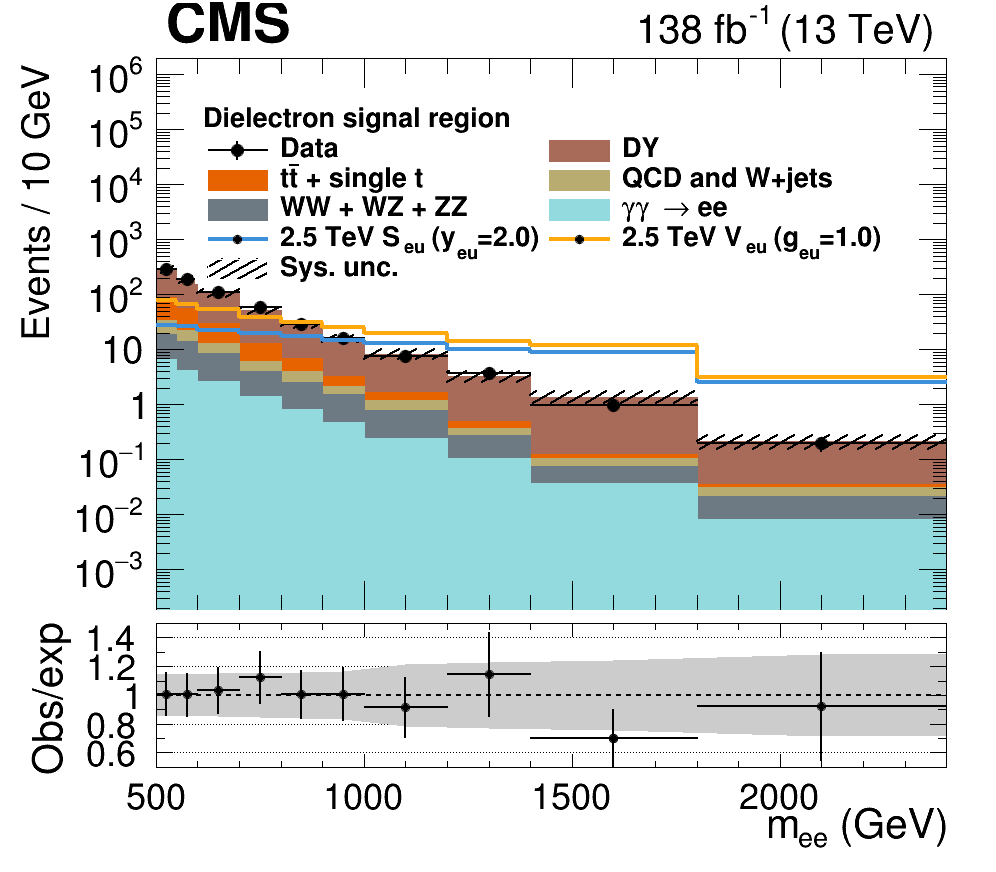 CMS 138 fb⁻¹ (13 TeV)
Events / 10 GeV
10⁶
10⁵
10⁴
10³
10²
10
1
10⁻¹
10⁻²
10⁻³
Dielectron signal region
Data DY
tt̄ + single t QCD and W+jets
WW + WZ + ZZ γγ → ee
2.5 TeV S_eu (y_eu=2.0) 2.5 TeV V_eu (g_eu=1.0)
Sys. unc.
Obs/exp
1.4
1.2
1
0.8
0.6
500 1000 1500 2000
m_ee (GeV)